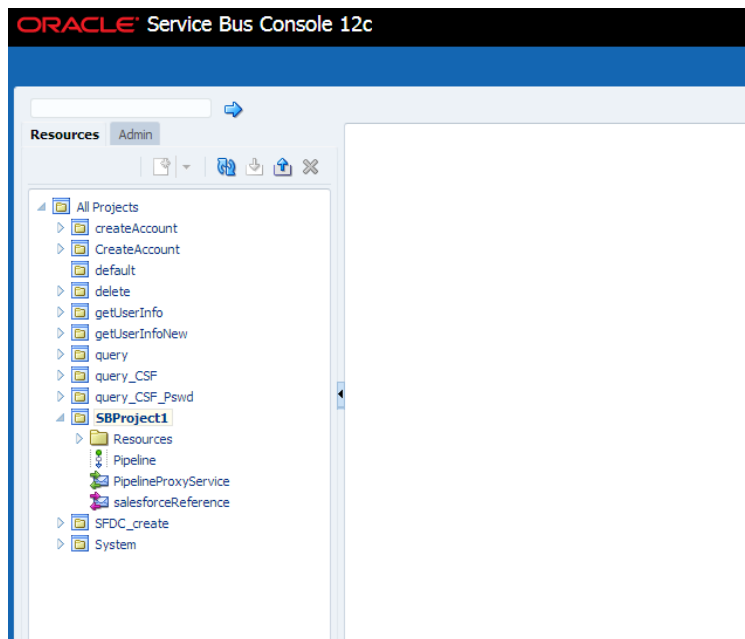 ORACLE® Service Bus Console 12c
Resources Admin
All Projects
createAccount
CreateAccount
default
delete
getUserInfo
getUserInfoNew
query
query_CSF
query_CSF_Pswd
SBProject1
Resources
Pipeline
PipelineProxyService
salesforceReference
SFDC_create
System